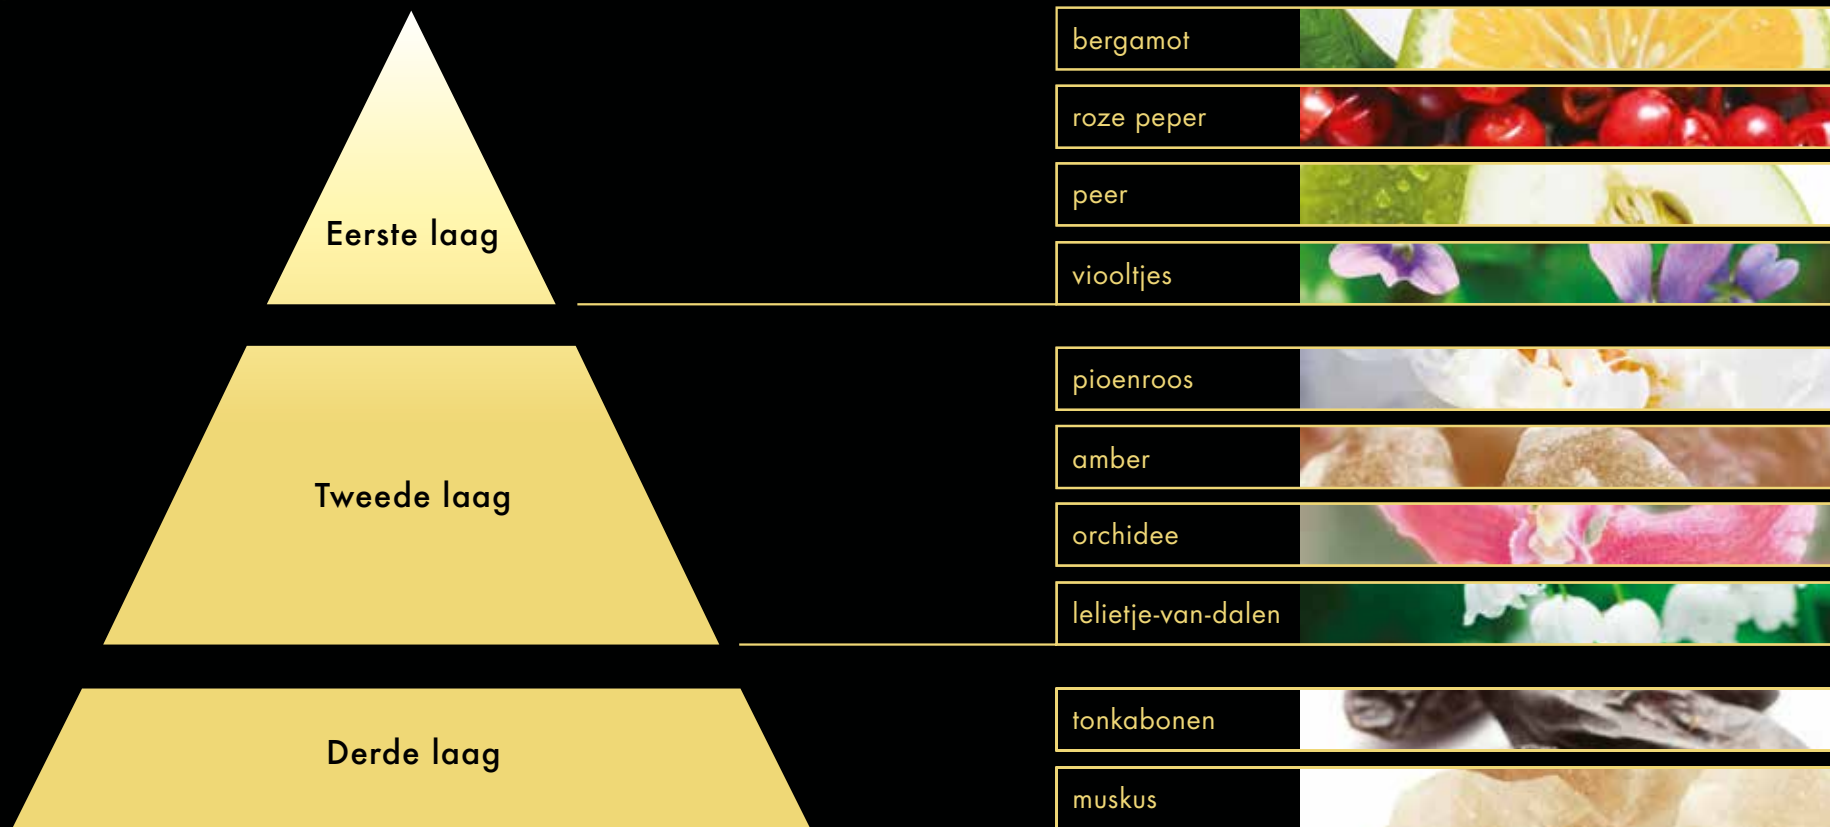 Eerste laag
bergamot
roze peper
peer
viooltjes
Tweede laag
pioenroos
amber
orchidee
lelietje-van-dalen
Derde laag
tonkabonen
muskus